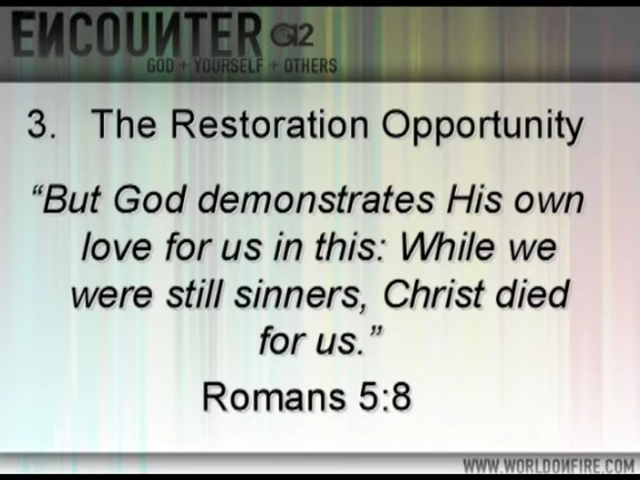 ENCOUNTER a2
GOD + YOURSELF + OTHERS
3. The Restoration Opportunity
“But God demonstrates His own
love for us in this: While we
were still sinners, Christ died
for us.”
Romans 5:8
WWW.WORLDONFIRE.COM